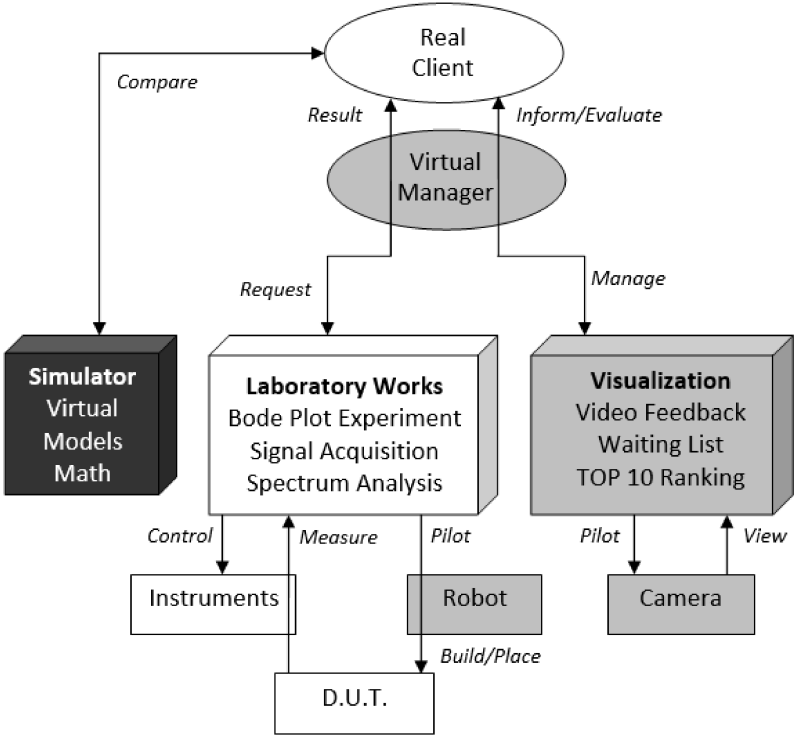 Real
Client
Compare
Result
Inform/Evaluate
Virtual
Manager
Request
Manage
Simulator
Virtual
Models
Math
Laboratory Works
Bode Plot Experiment
Signal Acquisition
Spectrum Analysis
Visualization
Video Feedback
Waiting List
TOP 10 Ranking
Control
Measure
Pilot
Pilot
View
Instruments
Robot
Camera
Build/Place
D.U.T.